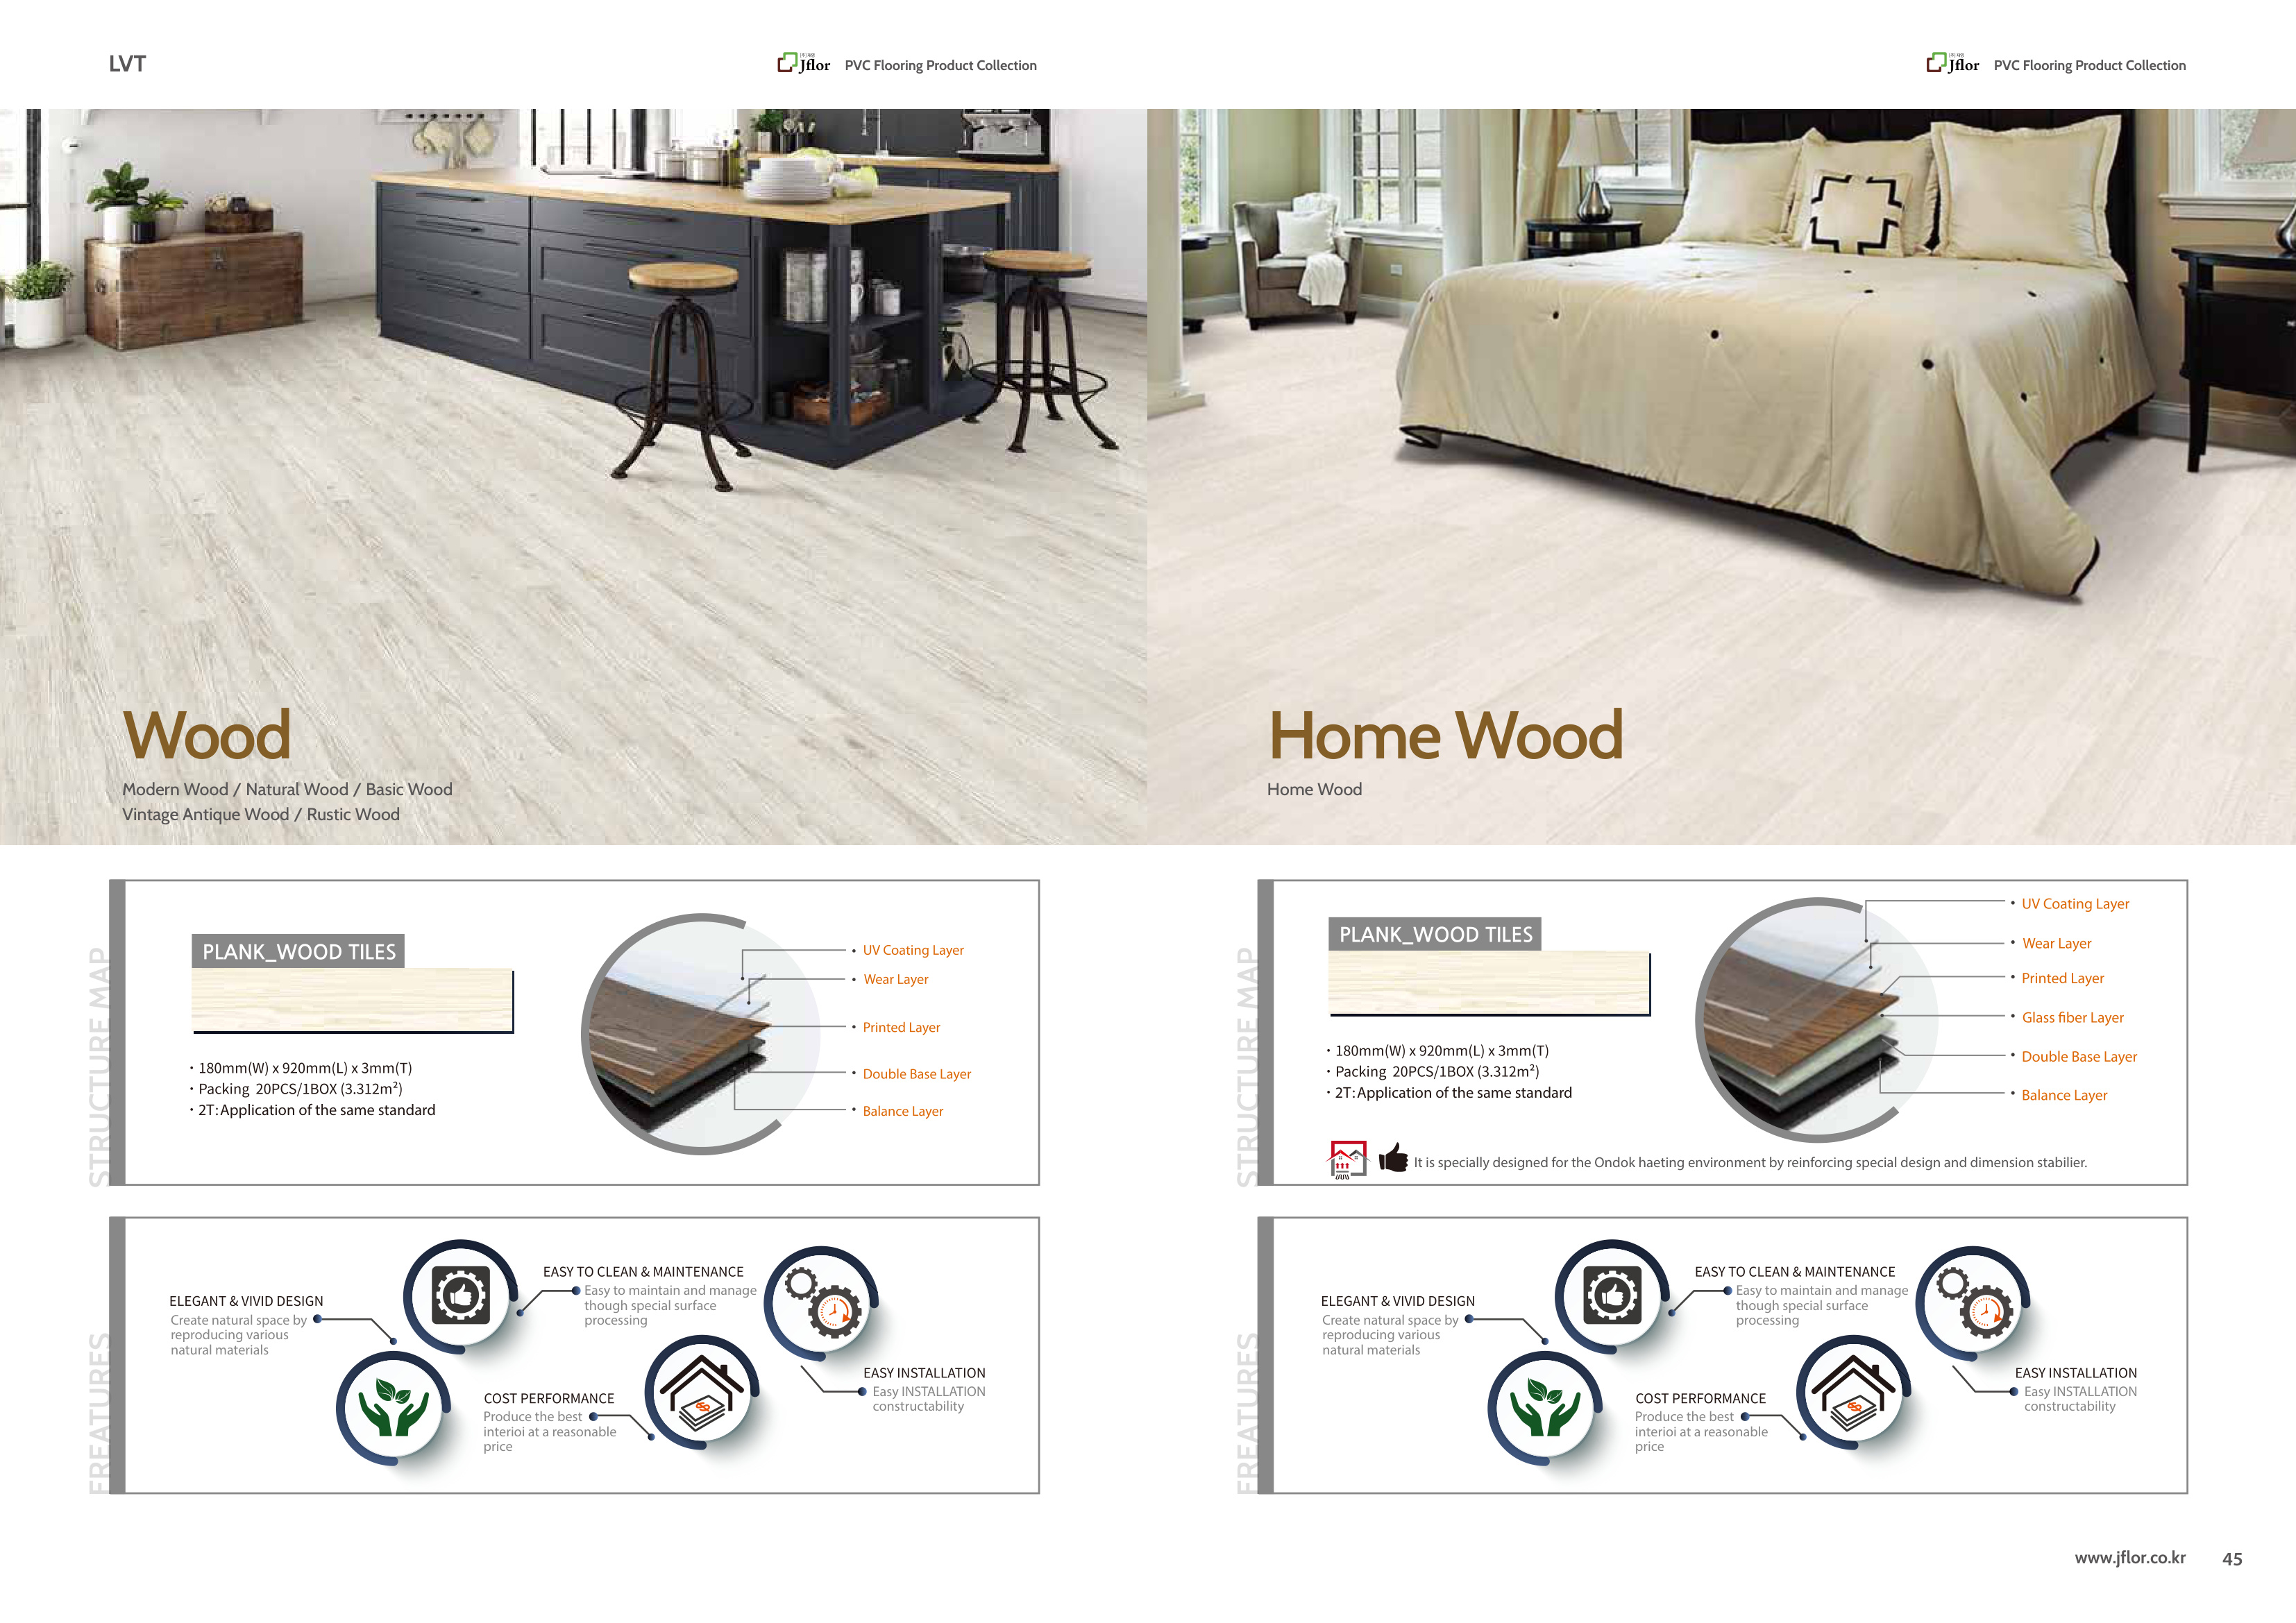 LVT
Jflor PVC Flooring Product Collection
Wood
Modern Wood / Natural Wood / Basic Wood
Vintage Antique Wood / Rustic Wood
STRUCTURE MAP
PLANK_WOOD TILES
· 180mm(W) x 920mm(L) x 3mm(T)
· Packing 20PCS/1BOX (3.312m²)
· 2T:Application of the same standard
• UV Coating Layer
• Wear Layer
• Printed Layer
• Double Base Layer
• Balance Layer
FREATURES
ELEGANT & VIVID DESIGN
Create natural space by
reproducing various
natural materials
EASY TO CLEAN & MAINTENANCE
Easy to maintain and manage
though special surface
processing
COST PERFORMANCE
Produce the best
interioi at a reasonable
price
EASY INSTALLATION
Easy INSTALLATION
constructability
Jflor PVC Flooring Product Collection
Home Wood
Home Wood
STRUCTURE MAP
PLANK_WOOD TILES
· 180mm(W) x 920mm(L) x 3mm(T)
· Packing 20PCS/1BOX (3.312m²)
· 2T:Application of the same standard
• UV Coating Layer
• Wear Layer
• Printed Layer
• Glass fiber Layer
• Double Base Layer
• Balance Layer
It is specially designed for the Ondok haeting environment by reinforcing special design and dimension stabilier.
FREATURES
ELEGANT & VIVID DESIGN
Create natural space by
reproducing various
natural materials
EASY TO CLEAN & MAINTENANCE
Easy to maintain and manage
though special surface
processing
COST PERFORMANCE
Produce the best
interioi at a reasonable
price
EASY INSTALLATION
Easy INSTALLATION
constructability
www.jflor.co.kr 45